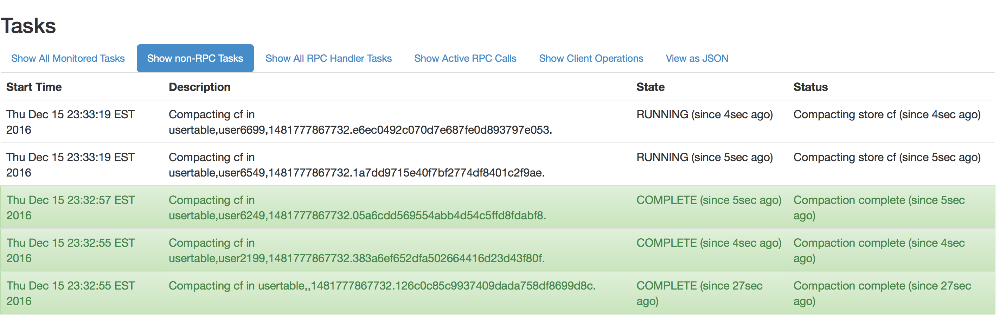 Tasks
Show All Monitored Tasks Show non-RPC Tasks Show All RPC Handler Tasks Show Active RPC Calls Show Client Operations View as JSON
Start Time Description State Status
Thu Dec 15 23:33:19 EST Compacting cf in RUNNING (since 4sec ago) Compacting store cf (since 4sec ago)
2016 usertable,user6699,1481777867732.e6ec0492c070d7e687fe0d893797e053.
Thu Dec 15 23:33:19 EST Compacting cf in RUNNING (since 5sec ago) Compacting store cf (since 5sec ago)
2016 usertable,user6549,1481777867732.1a7dd9715e40f7bf2774df8401c2f9ae.
Thu Dec 15 23:32:57 EST Compacting cf in COMPLETE (since 5sec ago) Compaction complete (since 5sec
2016 usertable,user6249,1481777867732.05a6cdd569554abb4d54c5ffd8fdabf8. ago)
Thu Dec 15 23:32:55 EST Compacting cf in COMPLETE (since 4sec ago) Compaction complete (since 4sec
2016 usertable,user2199,1481777867732.383a6ef652dfa502664416d23d43f80f. ago)
Thu Dec 15 23:32:55 EST Compacting cf in usertable,,1481777867732.126c0c85c9937409dada758df8699d8c. COMPLETE (since 27sec Compaction complete (since 27sec
2016 ago) ago)